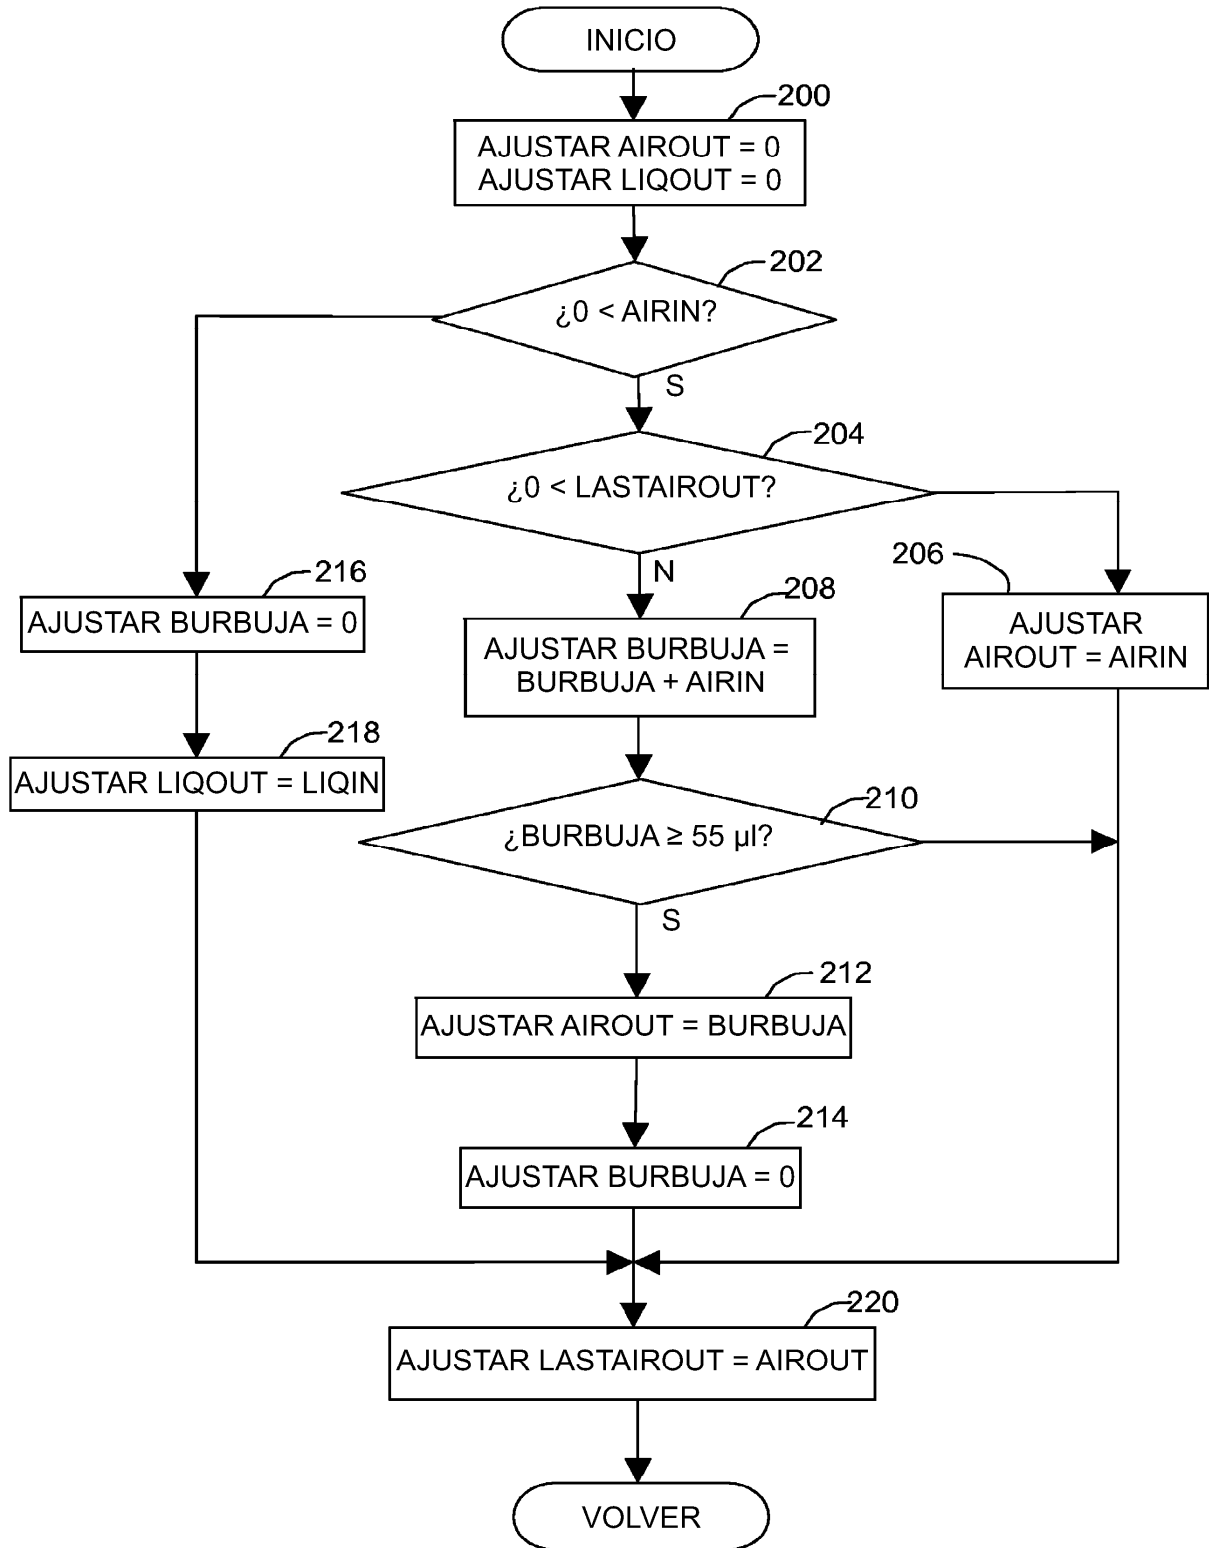 INICIO
200
AJUSTAR AIROUT = 0
AJUSTAR LIQOUT = 0
202
¿0 < AIRIN?
S
204
¿0 < LASTAIROUT?
N
206
AJUSTAR
AIROUT = AIRIN
216
AJUSTAR BURBUJA = 0
208
AJUSTAR BURBUJA =
BURBUJA + AIRIN
218
AJUSTAR LIQOUT = LIQIN
210
¿BURBUJA ≥ 55 µl?
S
212
AJUSTAR AIROUT = BURBUJA
214
AJUSTAR BURBUJA = 0
220
AJUSTAR LASTAIROUT = AIROUT
VOLVER